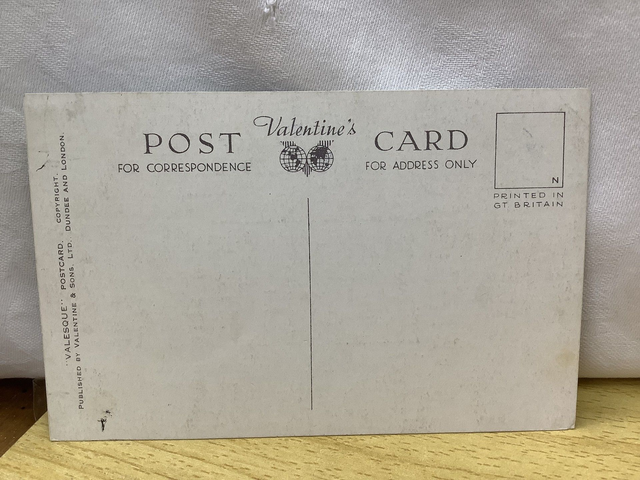 POST Valentine's CARD
FOR CORRESPONDENCE FOR ADDRESS ONLY
N
PRINTED IN
GT BRITAIN
"VALESQUE" POSTCARD. COPYRIGHT.
PUBLISHED BY VALENTINE & SONS. LTD. DUNDEE AND LONDON.